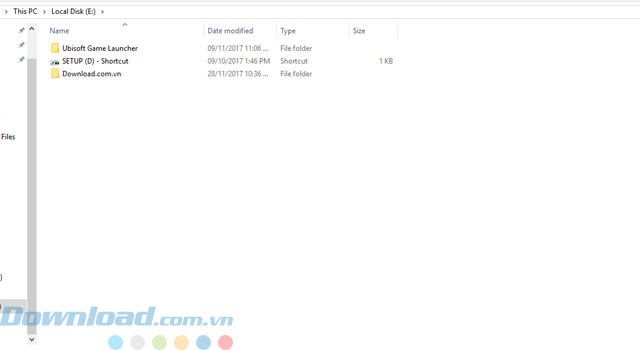 This PC > Local Disk (E:) >
Name Date modified Type Size
Ubisoft Game Launcher 09/11/2017 11:06 ... File folder
SETUP (D) - Shortcut 09/10/2017 1:46 PM Shortcut 1 KB
Download.com.vn 28/11/2017 10:36 ... File folder
Files
)
Download.com.vn